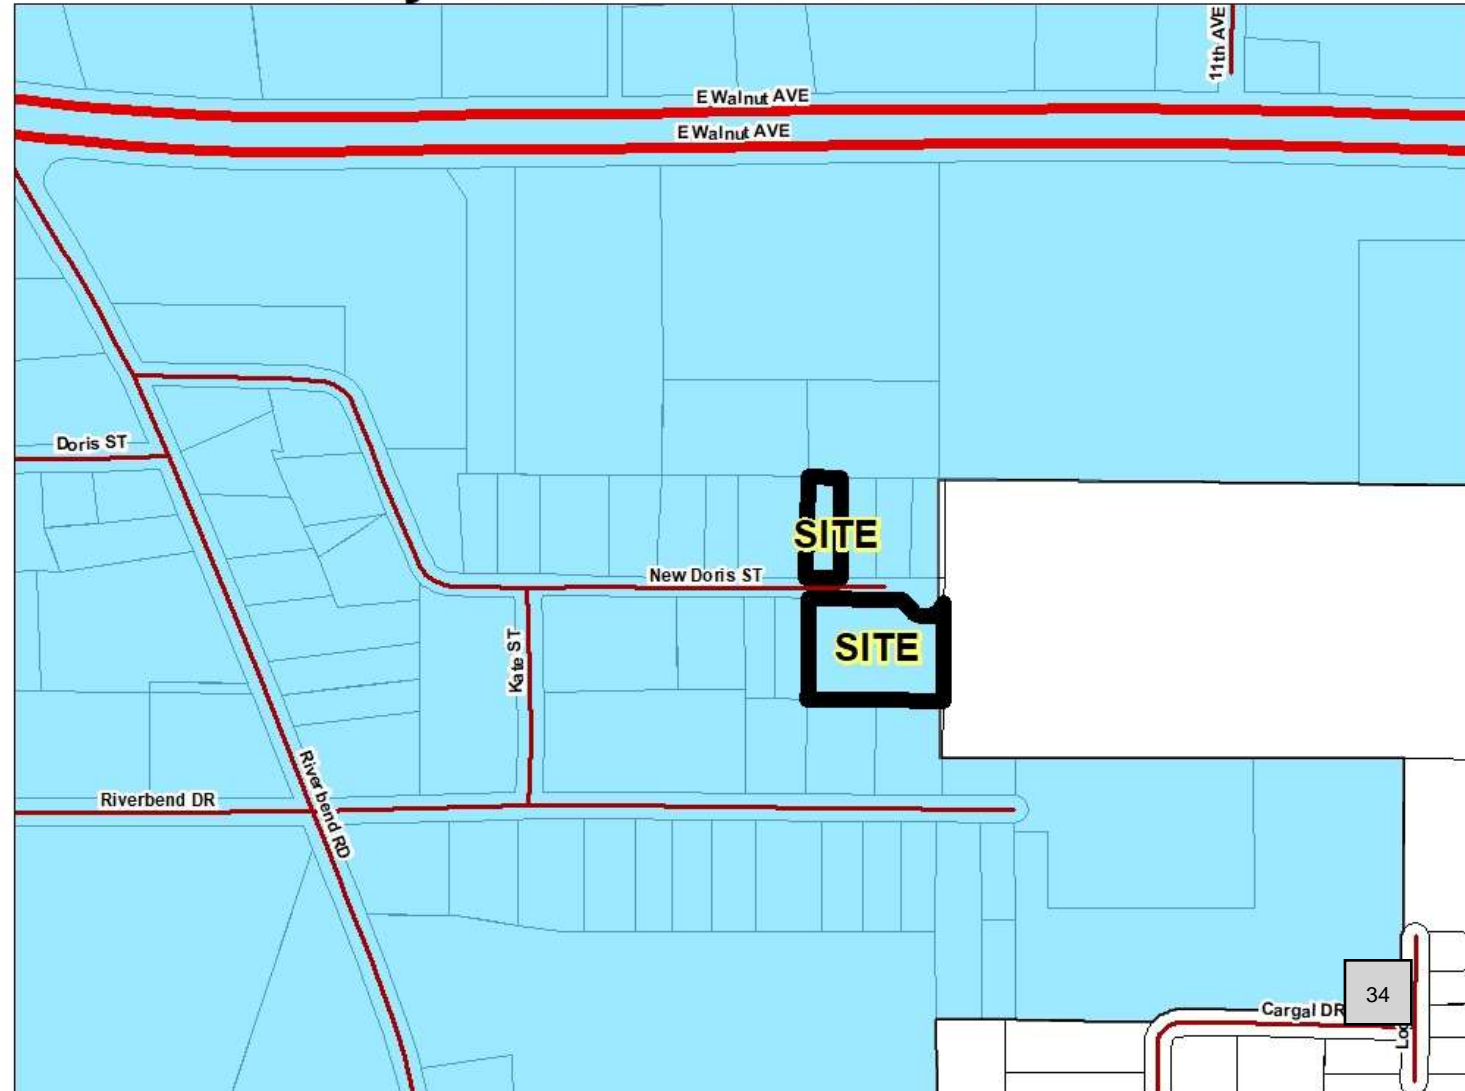 11th AVE
E Walnut AVE
E Walnut AVE
Doris ST
SITE
New Doris ST
SITE
Kate ST
Riverbend DR
Riverbend RD
34
Cargal DR